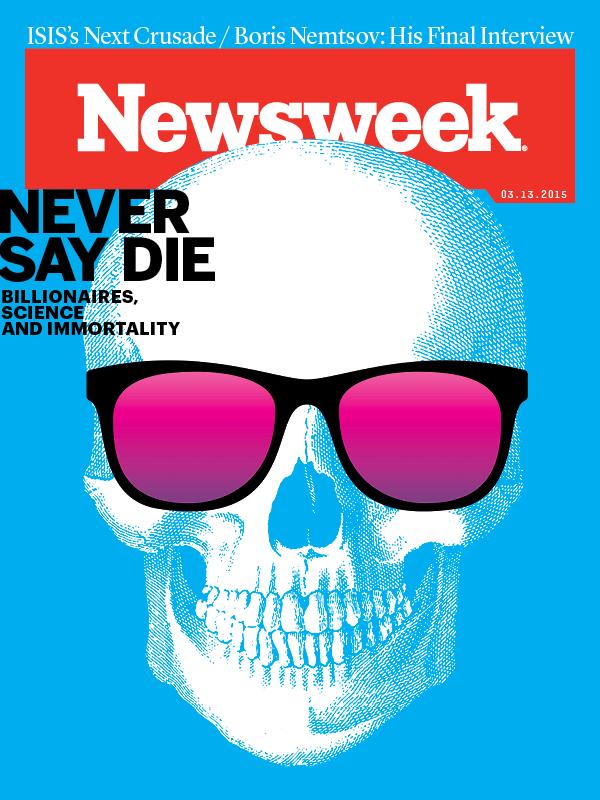 ISIS's Next Crusade / Boris Nemtsov: His Final Interview
Newsweek®
03.13.2015
NEVER
SAY DIE
BILLIONAIRES,
SCIENCE
AND IMMORTALITY